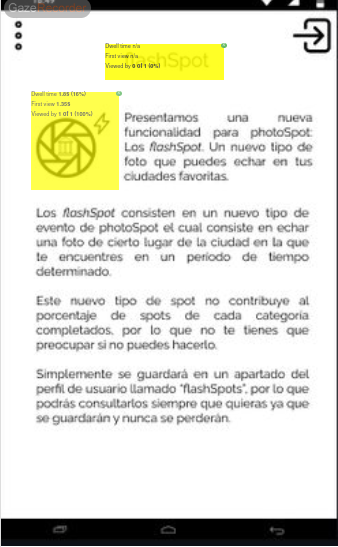 GazeRecorder
Dwell time n/a
First view n/a
Viewed by 0 of 1 (0%)
flashSpot
Dwell time 1.65 (16%)
First view 1.35s
Viewed by 1 of 1 (100%)
Presentamos una nueva
funcionalidad para photoSpot:
Los flashSpot. Un nuevo tipo de
foto que puedes echar en tus
ciudades favoritas.
Los flashSpot consisten en un nuevo tipo de
evento de photoSpot el cual consiste en echar
una foto de cierto lugar de la ciudad en la que
te encuentres en un período de tiempo
determinado.
Este nuevo tipo de spot no contribuye al
porcentaje de spots de cada categoría
completados, por lo que no te tienes que
preocupar si no puedes hacerlo.
Simplemente se guardará en un apartado del
perfil de usuario llamado "flashSpots", por lo que
podrás consultarlos siempre que quieras ya que
se guardarán y nunca se perderán.